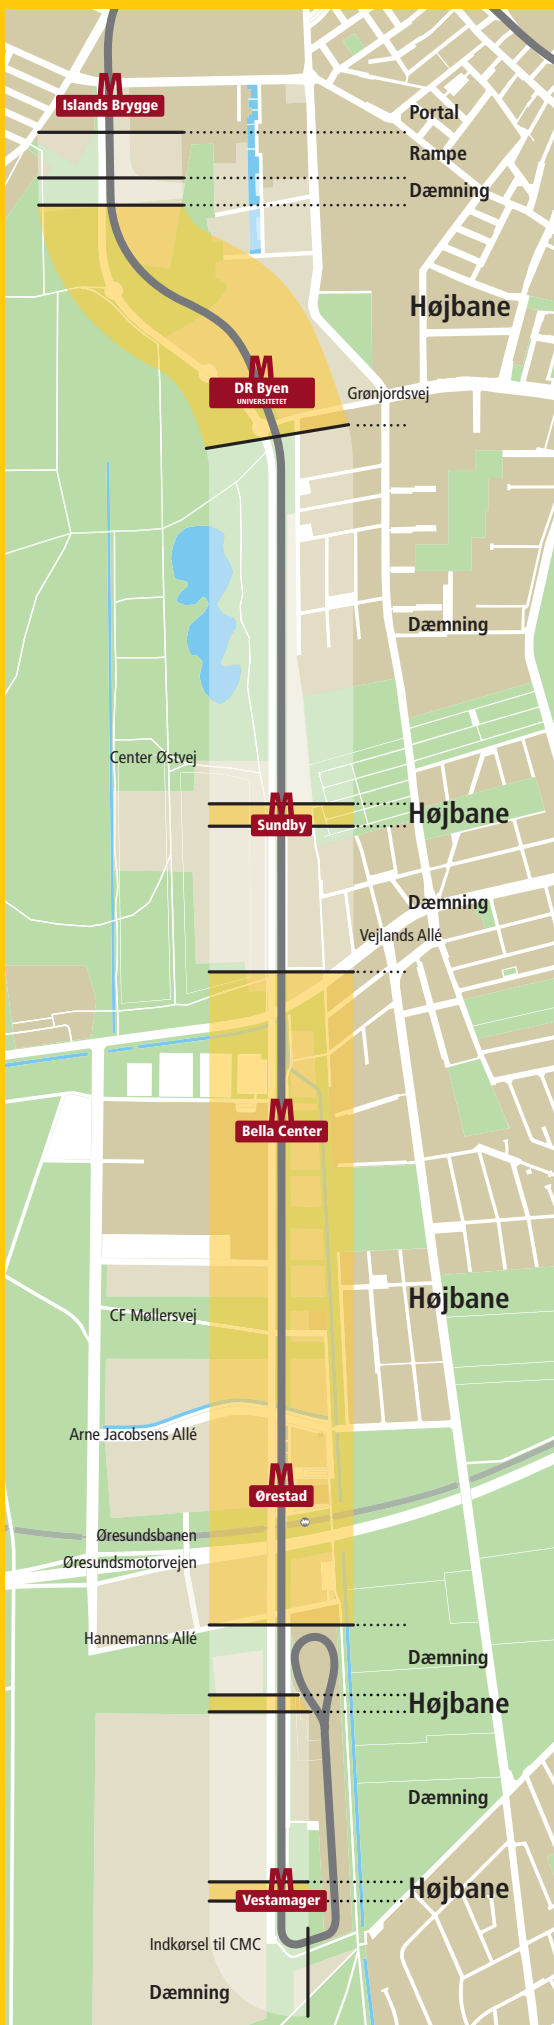 M
Islands Brygge
Portal
Rampe
Dæmning
Højbane
M
DR Byen
UNIVERSITETET
Grønjordsvej
Dæmning
Center Østvej
M
Sundby
Højbane
Dæmning
Vejlands Allé
M
Bella Center
Højbane
CF Møllersvej
Arne Jacobsens Allé
M
Ørestad
Øresundsbanen
Øresundsmotorvejen
Hannemanns Allé
Dæmning
Højbane
Dæmning
M
Vestamager
Højbane
Indkørsel til CMC
Dæmning